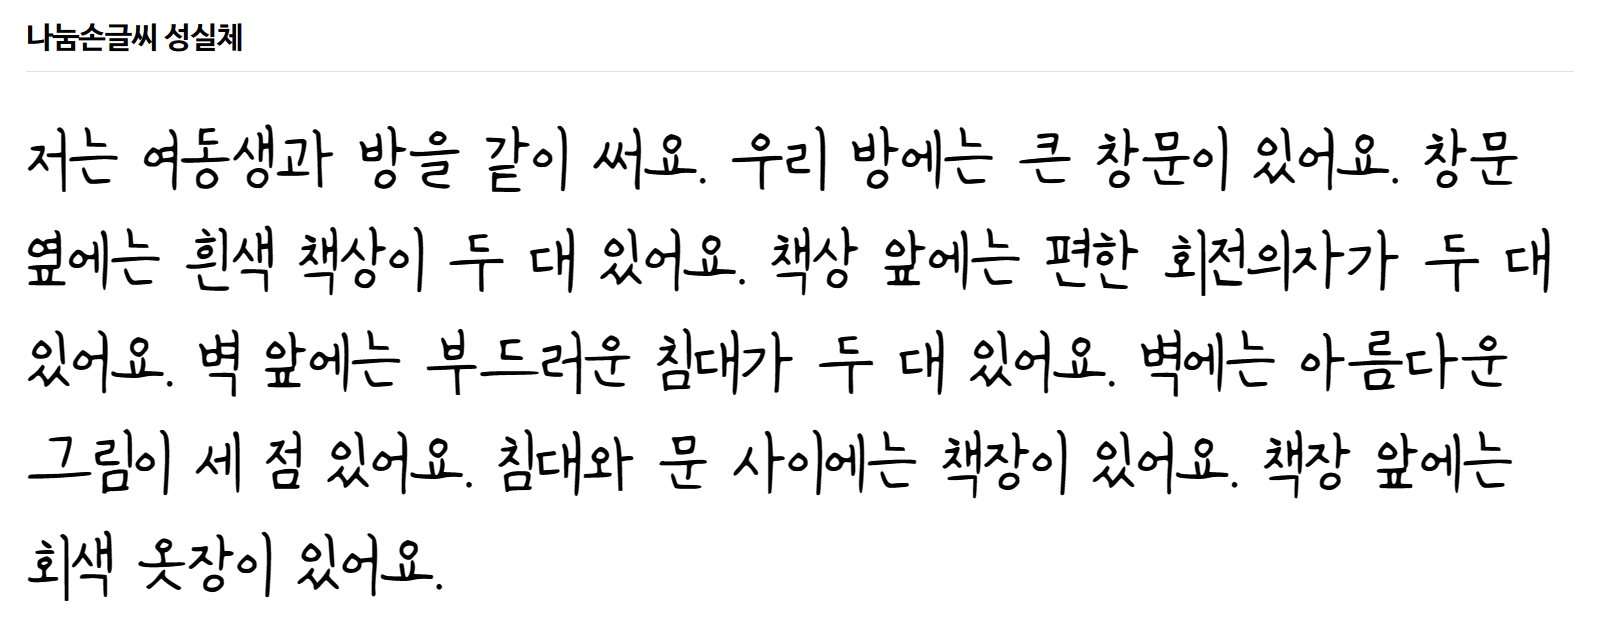 나눔손글씨 성실체
저는 여동생과 방을 같이 써요. 우리 방에는 큰 창문이 있어요. 창문
옆에는 흰색 책상이 두 대 있어요. 책상 앞에는 편한 회전의자가 두 대
있어요. 벽 앞에는 부드러운 침대가 두 대 있어요. 벽에는 아름다운
그림이 세 점 있어요. 침대와 문 사이에는 책장이 있어요. 책장 앞에는
회색 옷장이 있어요.